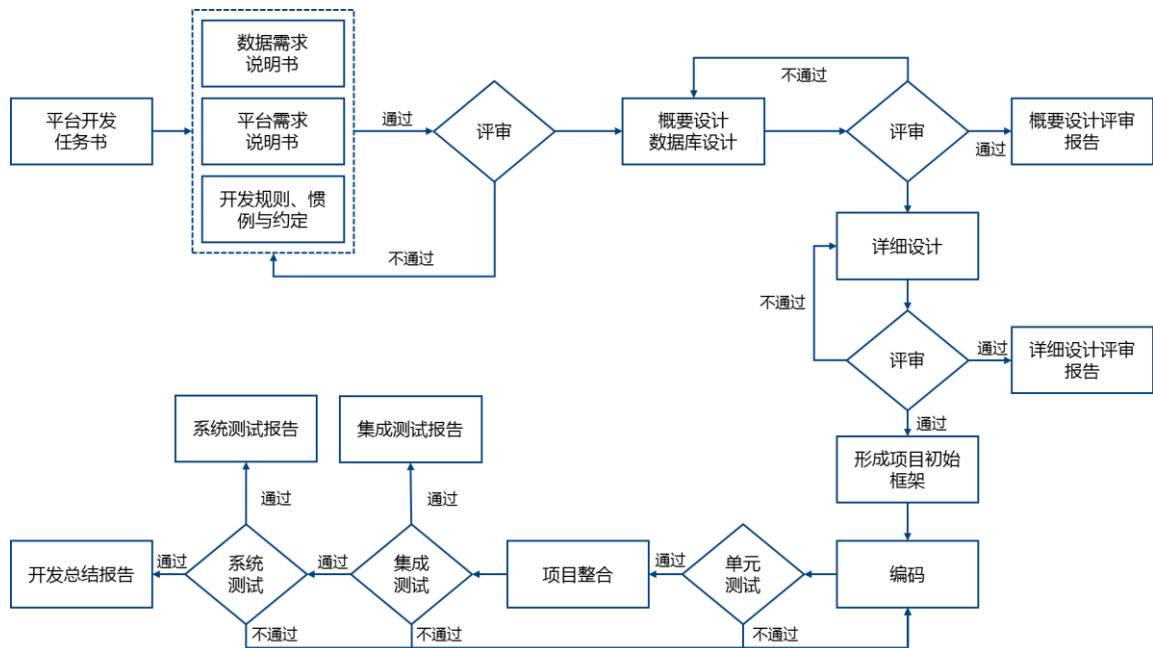 数据需求
说明书
平台开发
任务书
平台需求
说明书
开发规则、惯
例与约定
通过
评审
不通过
概要设计
数据库设计
不通过
评审
通过
概要设计评审
报告
详细设计
不通过
评审
通过
详细设计评审
报告
通过
形成项目初始
框架
编码
单元
测试
通过
不通过
项目整合
集成
测试
通过
集成测试报告
通过
不通过
系统
测试
通过
系统测试报告
通过
不通过
开发总结报告